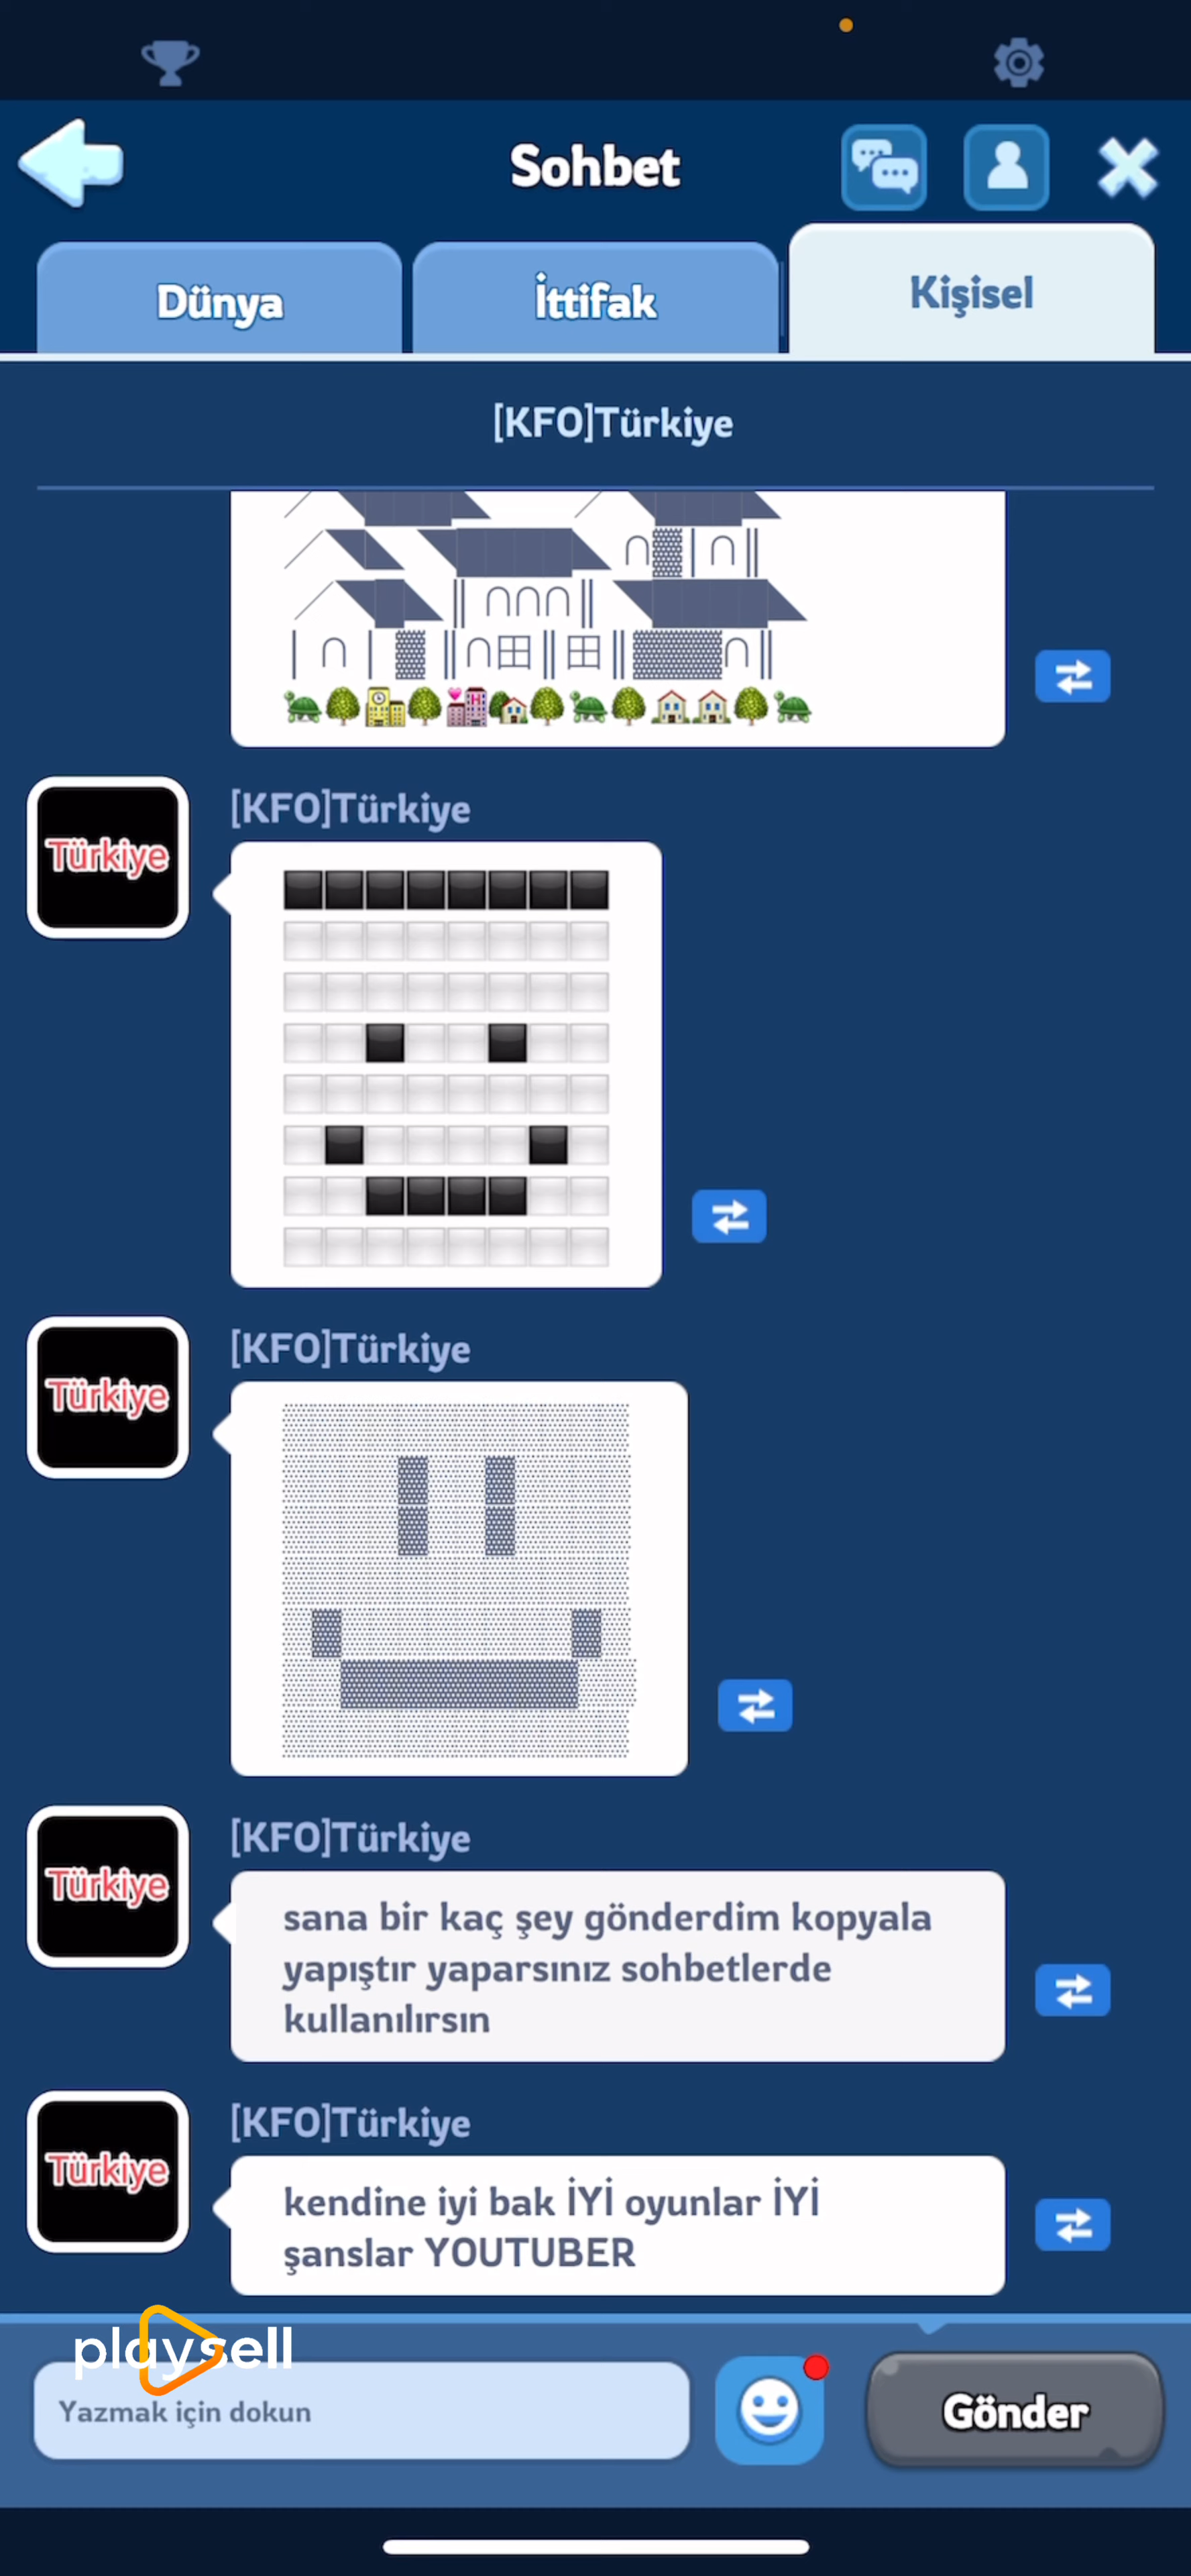 Sohbet
Dünya
İttifak
Kişisel
[KFO]Türkiye
Türkiye
[KFO]Türkiye
Türkiye
[KFO]Türkiye
Türkiye
[KFO]Türkiye
sana bir kaç şey gönderdim kopyala
yapıştır yaparsınız sohbetlerde
kullanılırsın
Türkiye
[KFO]Türkiye
kendine iyi bak İYİ oyunlar İYİ
şanslar YOUTUBER
playsell
Yazmak için dokun
Gönder